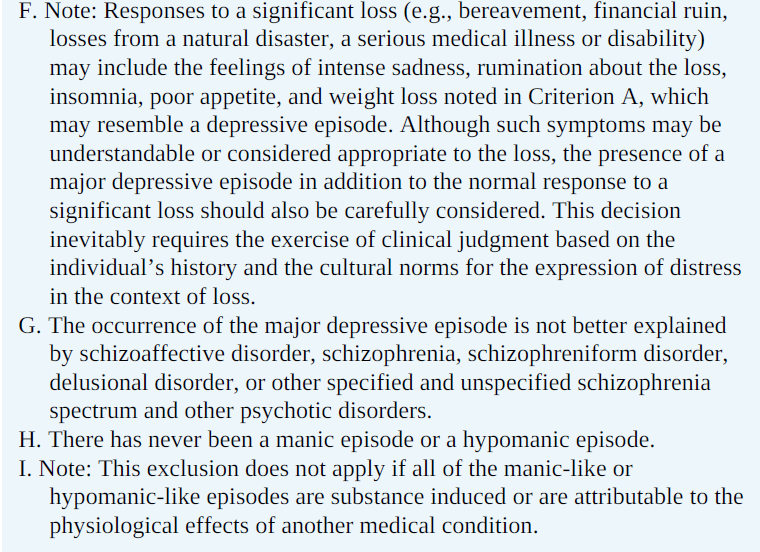 F. Note: Responses to a significant loss (e.g., bereavement, financial ruin,
losses from a natural disaster, a serious medical illness or disability)
may include the feelings of intense sadness, rumination about the loss,
insomnia, poor appetite, and weight loss noted in Criterion A, which
may resemble a depressive episode. Although such symptoms may be
understandable or considered appropriate to the loss, the presence of a
major depressive episode in addition to the normal response to a
significant loss should also be carefully considered. This decision
inevitably requires the exercise of clinical judgment based on the
individual’s history and the cultural norms for the expression of distress
in the context of loss.
G. The occurrence of the major depressive episode is not better explained
by schizoaffective disorder, schizophrenia, schizophreniform disorder,
delusional disorder, or other specified and unspecified schizophrenia
spectrum and other psychotic disorders.
H. There has never been a manic episode or a hypomanic episode.
I. Note: This exclusion does not apply if all of the manic-like or
hypomanic-like episodes are substance induced or are attributable to the
physiological effects of another medical condition.